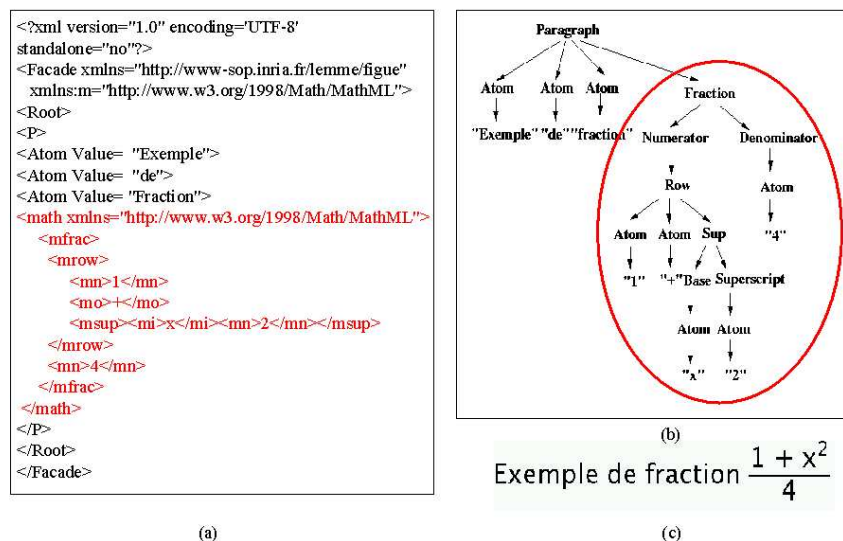 <?xml version="1.0" encoding='UTF-8'
standalone="no"?>
<Facade xmlns="http://www-sop.inria.fr/lemme/figue"
xmlns:m="http://www.w3.org/1998/Math/MathML">
<Root>
<P>
<Atom Value= "Exemple">
<Atom Value= "de">
<Atom Value= "Fraction">
<math xmlns="http://www.w3.org/1998/Math/MathML">
<mfrac>
<mrow>
<mn>1</mn>
<mo>+</mo>
<msup><mi>x</mi><mn>2</mn></msup>
</mrow>
<mn>4</mn>
</mfrac>
</math>
</P>
</Root>
</Facade>
(a)
Paragraph
Atom Atom Atom Fraction
"Exemple" "de" "fraction" Numerator Denominator
Row Atom
Atom Atom Sup "4"
"1" "+" Base Superscript
Atom Atom
"x" "2"
(b)
Exemple de fraction 1 + x²
4
(c)